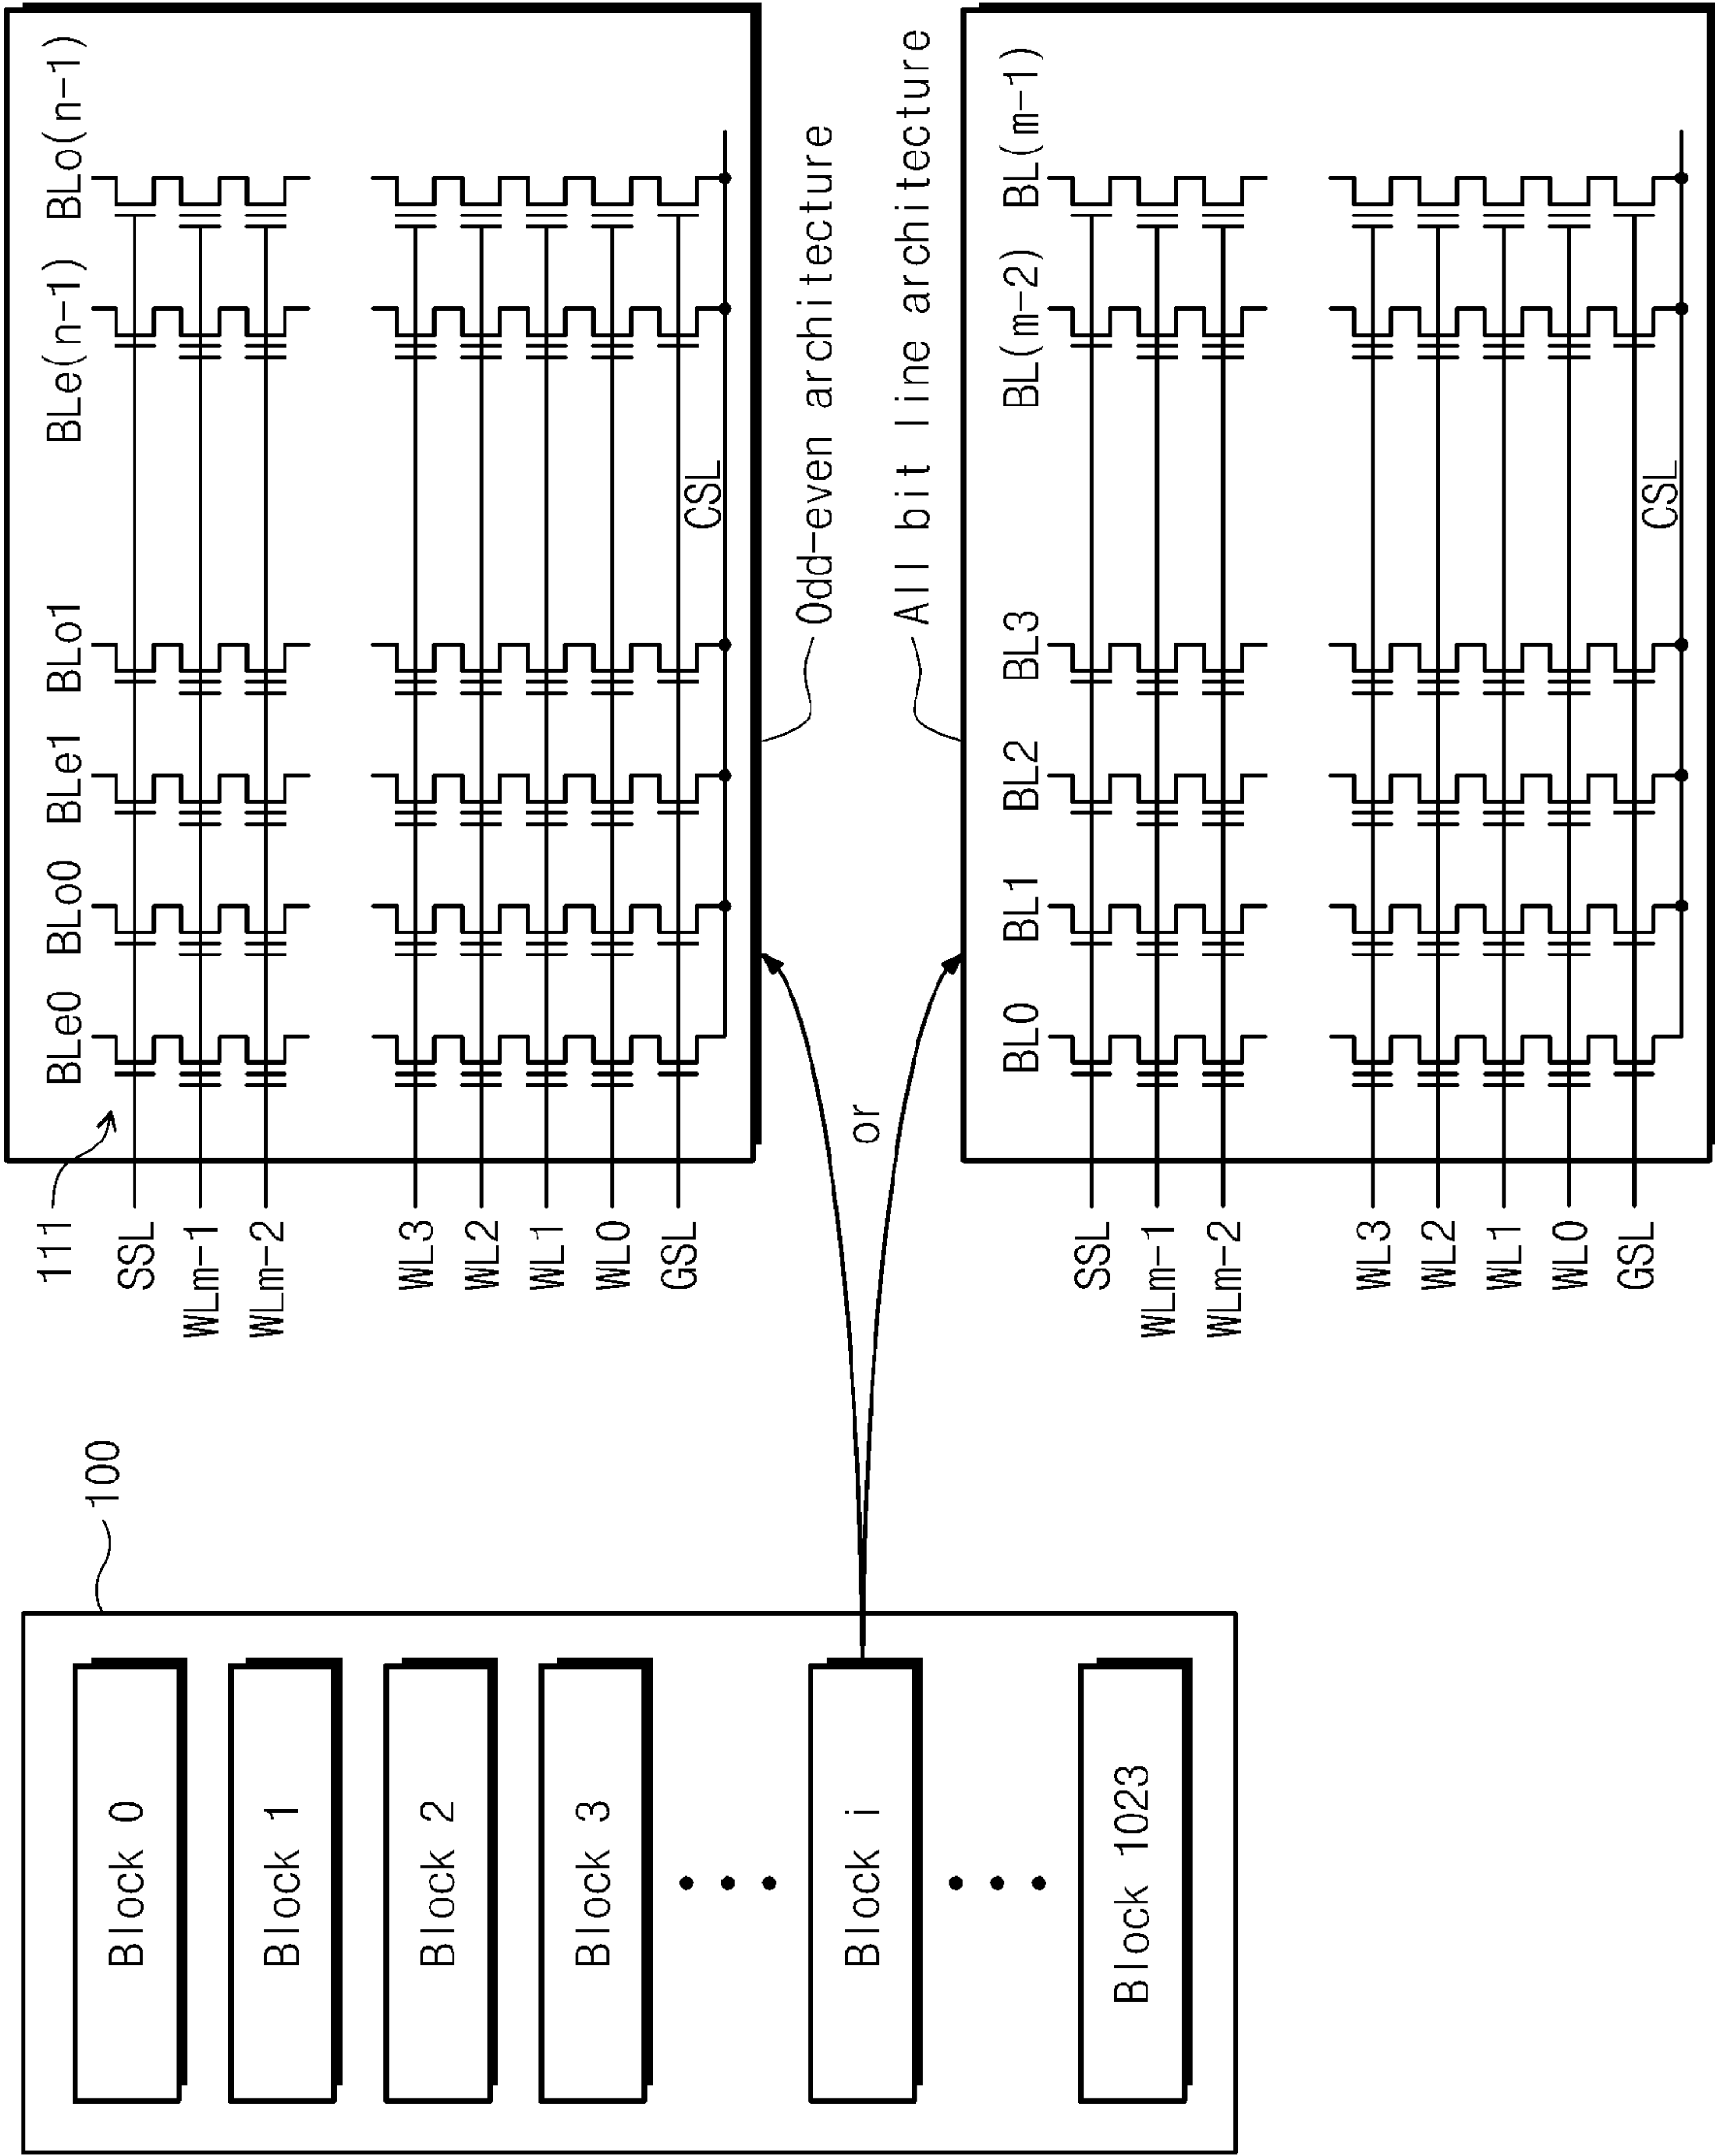 100
Block 0
Block 1
Block 2
Block 3
Block i
Block 1023
or
111
BLe0 BLo0 BLe1 BLo1 BLe(n-1) BLo(n-1)
SSL
WLm-1
WLm-2
WL3
WL2
WL1
WL0
GSL
CSL
Odd-even architecture
All bit line architecture
BL0 BL1 BL2 BL3 BL(m-2) BL(m-1)
SSL
WLm-1
WLm-2
WL3
WL2
WL1
WL0
GSL
CSL